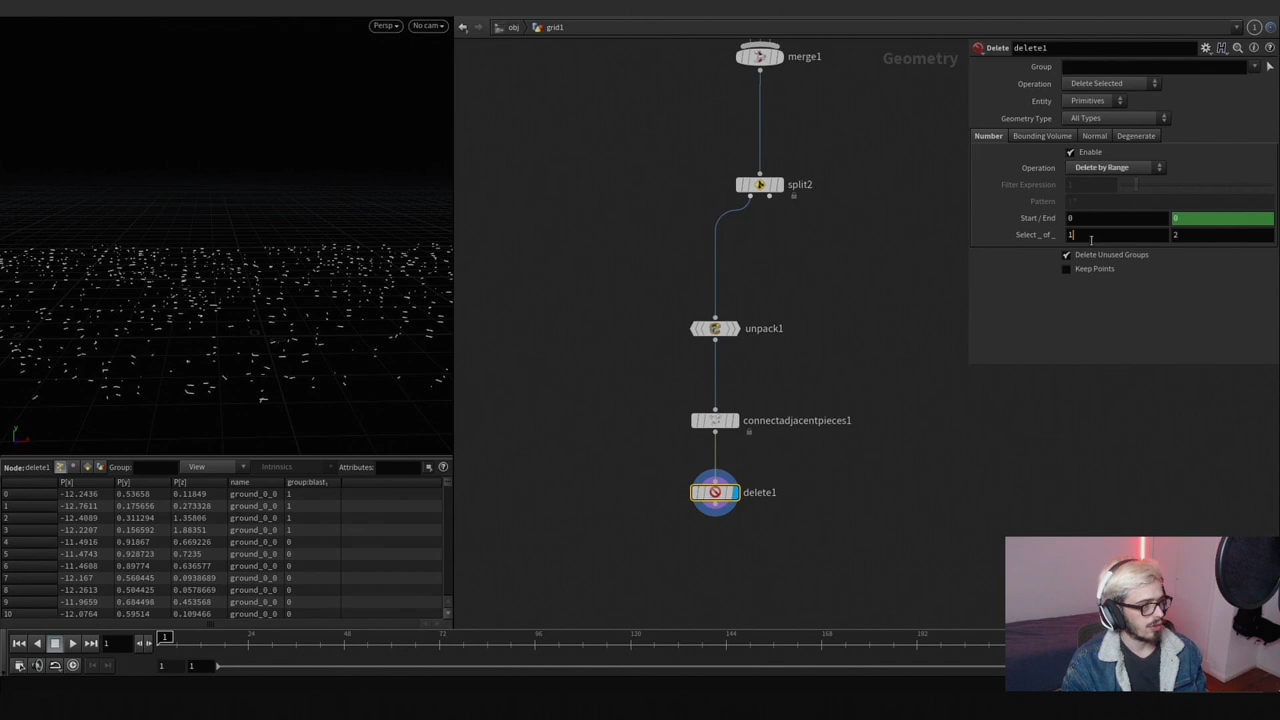 Persp
No cam
obj
grid1
1
Delete
delete1
Geometry
merge1
split2
unpack1
connectadjacentpieces1
delete1
Group
Operation
Delete Selected
Entity
Primitives
Geometry Type
All Types
Number
Bounding Volume
Normal
Degenerate
Enable
Operation
Delete by Range
Filter Expression
1
Pattern
Start / End
0
0
Select _ of _
1
2
Delete Unused Groups
Keep Points
y
Node:delete1
Group:
View
Intrinsics
Attributes:
P[x] P[y] P[z] name group:blast
0 -12.2436 0.53658 0.11849 ground_0_0 1
1 -12.7611 0.175656 0.273328 ground_0_0 1
2 -12.4089 0.311294 1.35806 ground_0_0 1
3 -12.2207 0.156592 1.88351 ground_0_0 1
4 -11.4916 0.91867 0.669226 ground_0_0 0
5 -11.4743 0.928723 0.7235 ground_0_0 0
6 -11.4608 0.89774 0.636577 ground_0_0 0
7 -12.167 0.560445 0.0938689 ground_0_0 0
8 -12.2613 0.504425 0.0578669 ground_0_0 0
9 -11.9659 0.684498 0.453568 ground_0_0 0
10 -12.0764 0.59514 0.109466 ground_0_0 0
1
1
24
48
72
96
120
144
168
192
1
1